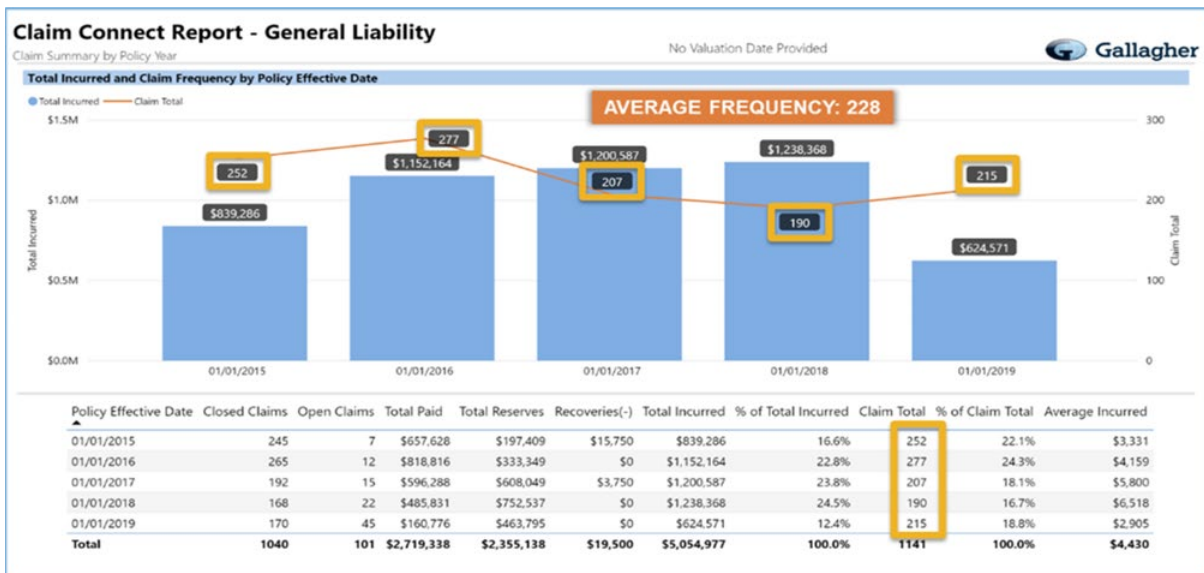 Claim Connect Report - General Liability
Claim Summary by Policy Year
No Valuation Date Provided
Gallagher
Total Incurred and Claim Frequency by Policy Effective Date
Total Incurred Claim Total
AVERAGE FREQUENCY: 228
$1.5M
$1.0M
$0.5M
$0.0M
Total Incurred
252
277
207
190
215
$839,286
$1,152,164
$1,200,587
$1,238,368
$624,571
300
200
100
0
Claim Total
01/01/2015 01/01/2016 01/01/2017 01/01/2018 01/01/2019
Policy Effective Date Closed Claims Open Claims Total Paid Total Reserves Recoveries(-) Total Incurred % of Total Incurred Claim Total % of Claim Total Average Incurred
01/01/2015 245 7 $657,628 $197,409 $15,750 $839,286 16.6% 252 22.1% $3,331
01/01/2016 265 12 $818,816 $333,349 $0 $1,152,164 22.8% 277 24.3% $4,159
01/01/2017 192 15 $596,288 $608,049 $3,750 $1,200,587 23.8% 207 18.1% $5,800
01/01/2018 168 22 $485,831 $752,537 $0 $1,238,368 24.5% 190 16.7% $6,518
01/01/2019 170 45 $160,776 $463,795 $0 $624,571 12.4% 215 18.8% $2,905
Total 1040 101 $2,719,338 $2,355,138 $19,500 $5,054,977 100.0% 1141 100.0% $4,430